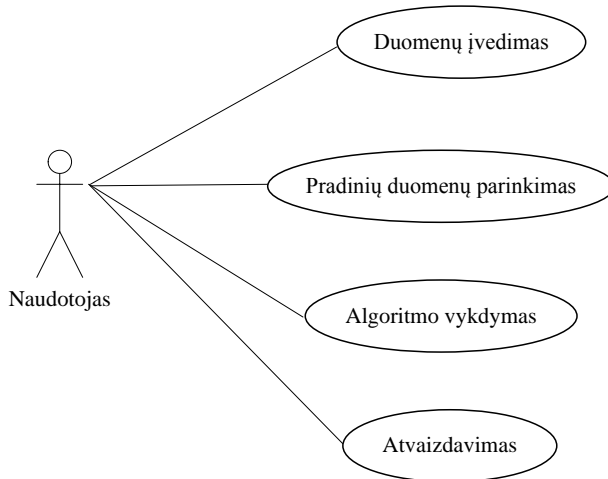 Duomenų įvedimas
Pradinių duomenų parinkimas
Naudotojas
Algoritmo vykdymas
Atvaizdavimas